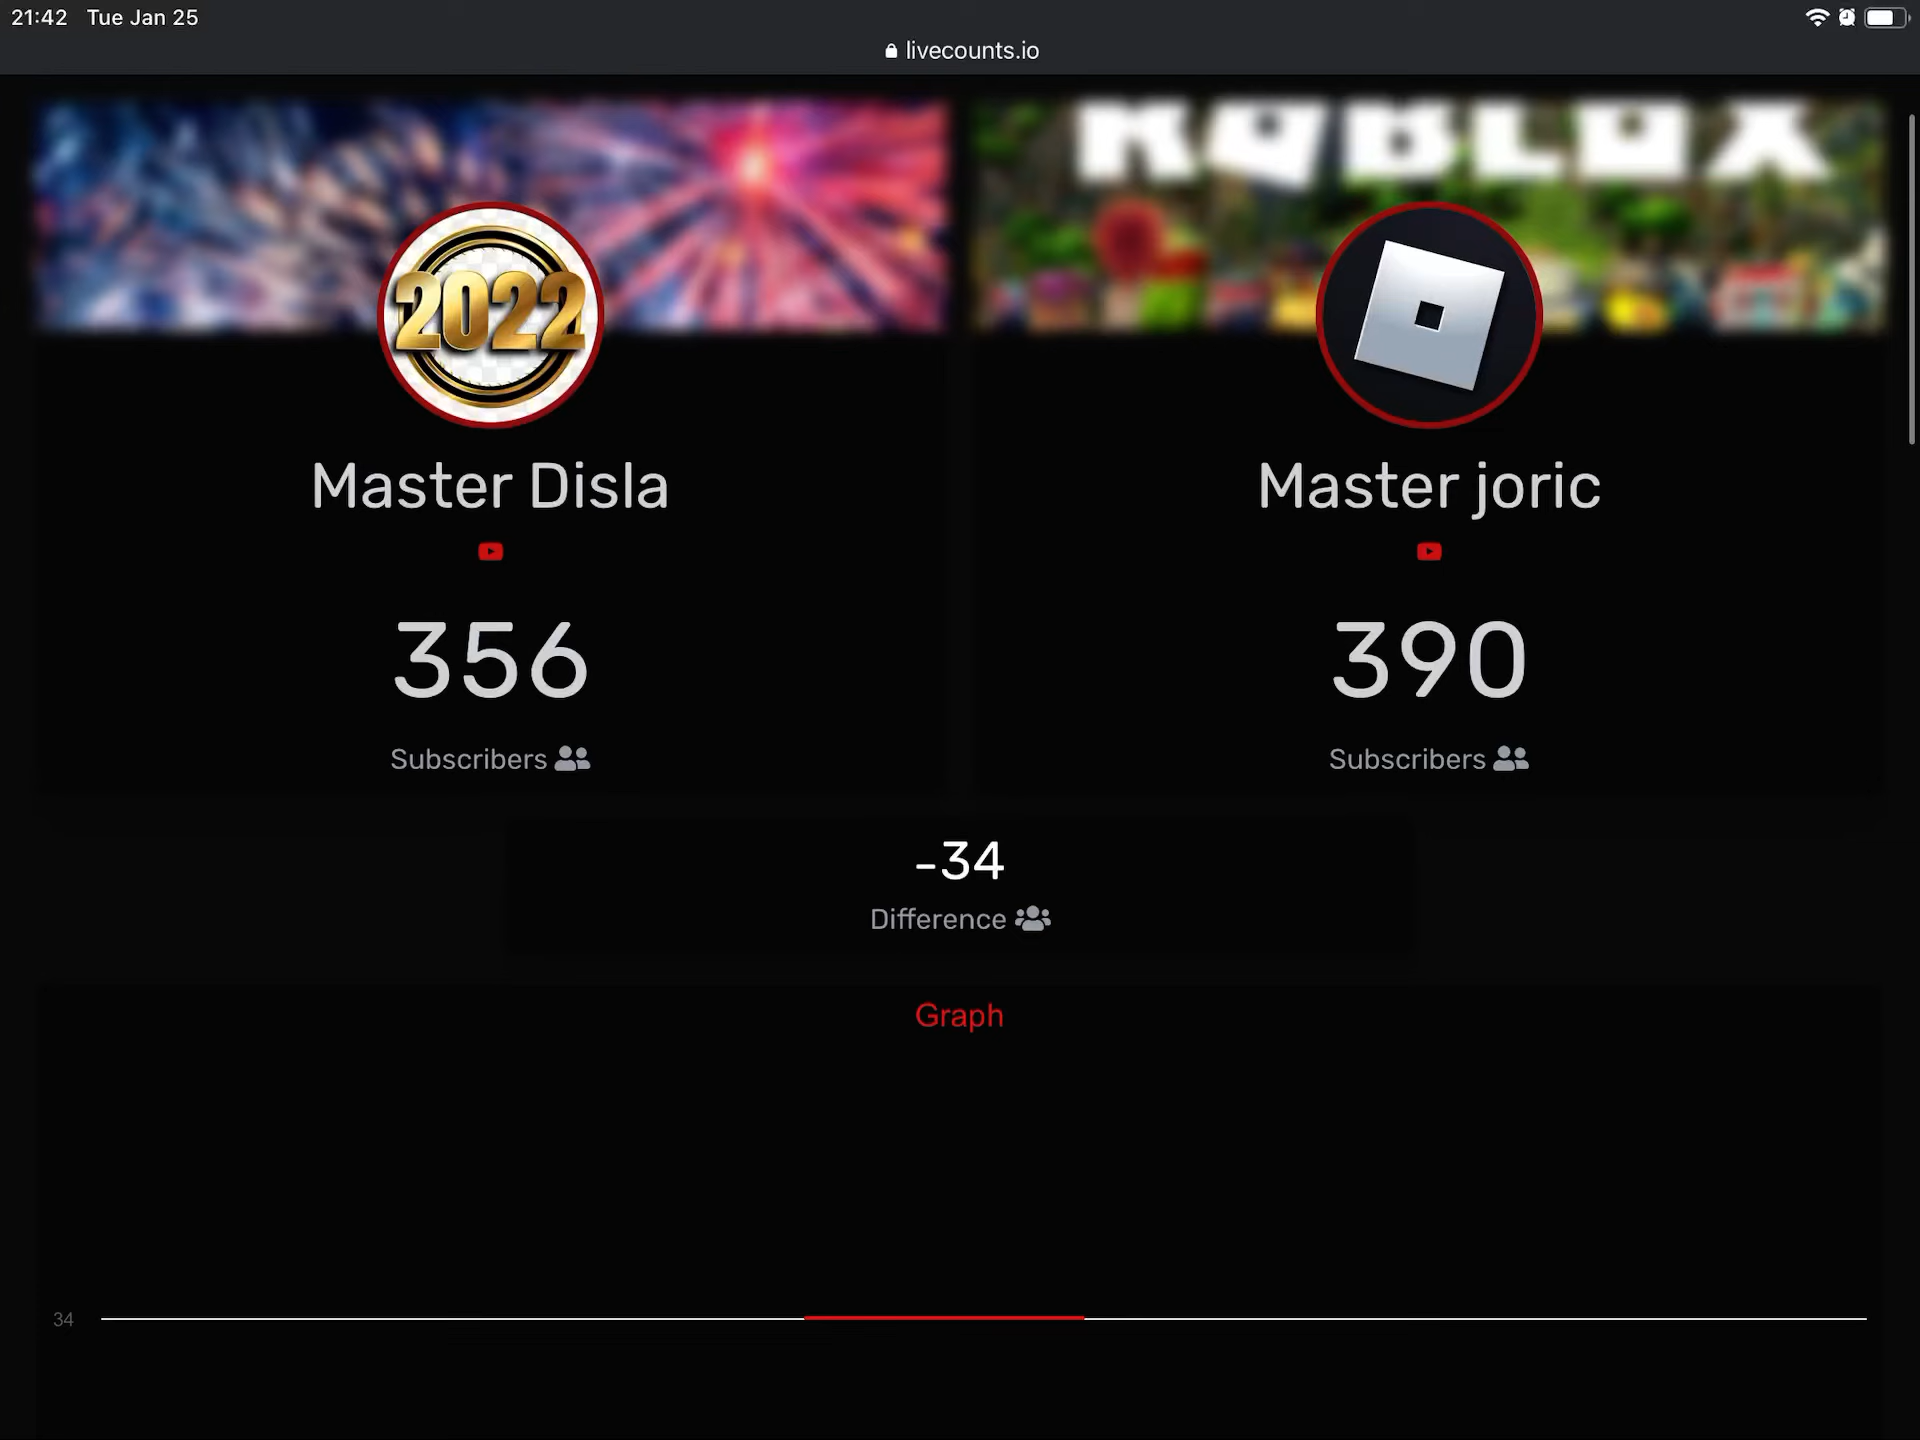 21:42 Tue Jan 25
livecounts.io
ROBLOX
2022
Master Disla
356
Subscribers
Master joric
390
Subscribers
-34
Difference
Graph
34